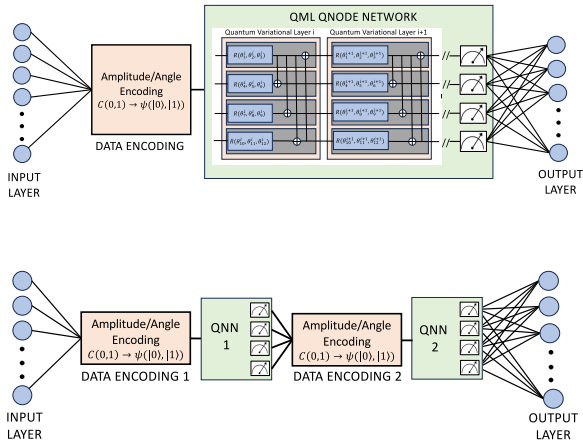 QML QNODE NETWORK
Quantum Variational Layer i
Quantum Variational Layer i+1
Amplitude/Angle
Encoding
C(0,1) → ψ(|0⟩,|1⟩)
DATA ENCODING
INPUT
LAYER
OUTPUT
LAYER
Amplitude/Angle
Encoding
C(0,1) → ψ(|0⟩,|1⟩)
DATA ENCODING 1
QNN
1
Amplitude/Angle
Encoding
C(0,1) → ψ(|0⟩,|1⟩)
DATA ENCODING 2
QNN
2
INPUT
LAYER
OUTPUT
LAYER